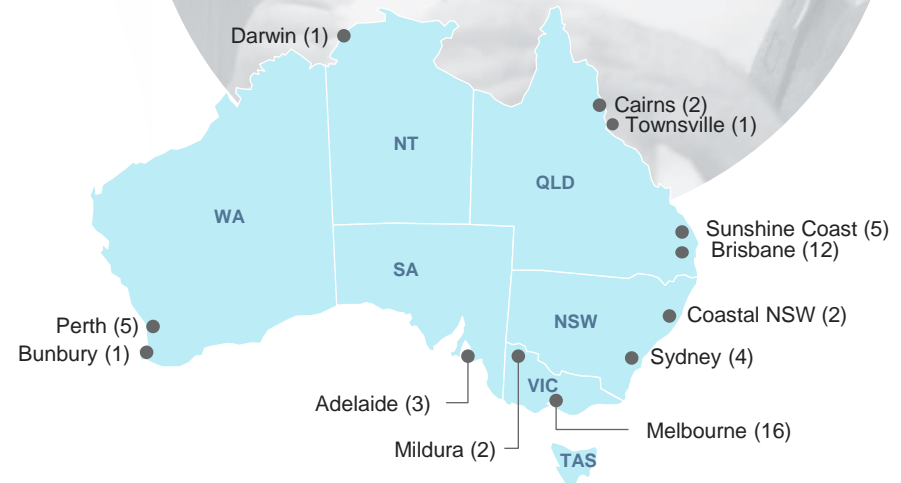 Darwin (1)
Cairns (2)
Townsville (1)
NT
QLD
WA
Sunshine Coast (5)
Brisbane (12)
SA
Perth (5)
Bunbury (1)
NSW
Coastal NSW (2)
Sydney (4)
VIC
Adelaide (3)
Melbourne (16)
Mildura (2)
TAS